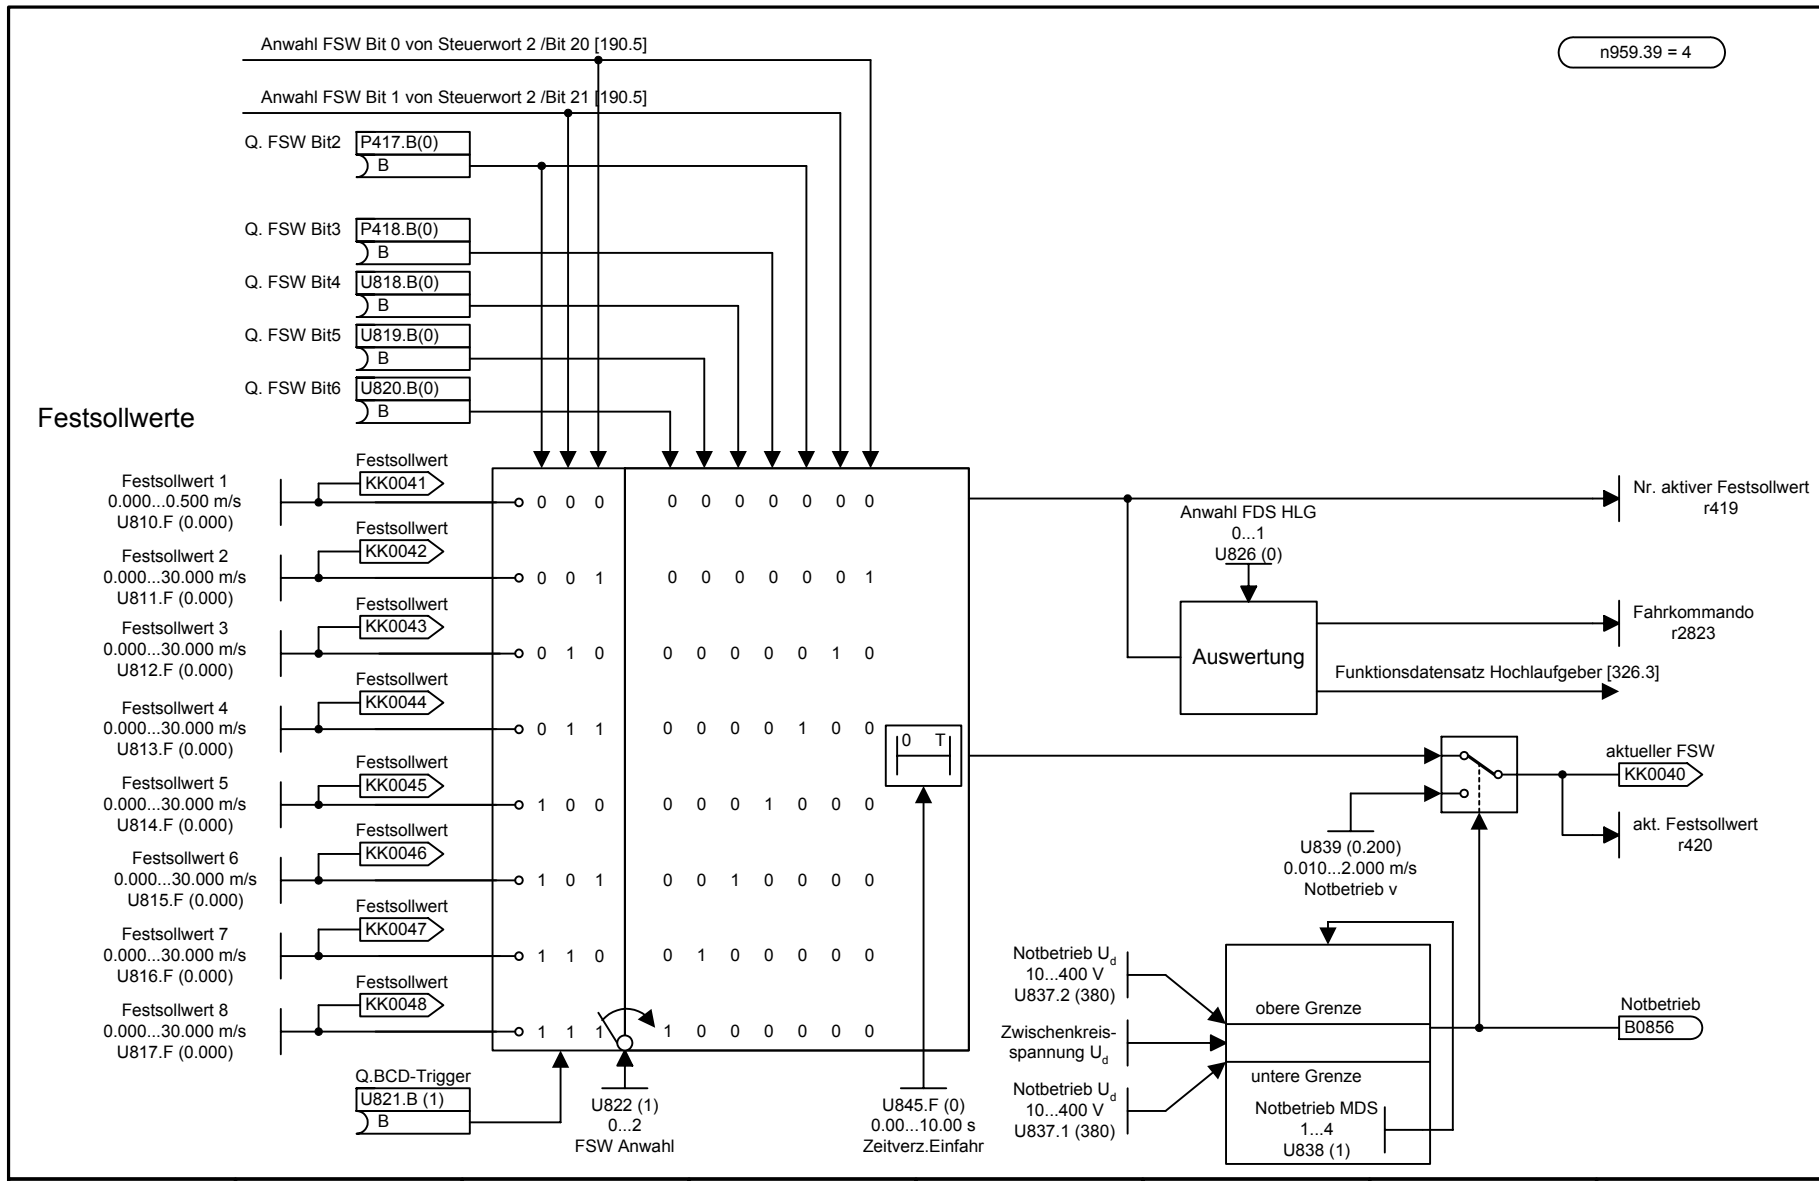 Anwahl FSW Bit 0 von Steuerwort 2 /Bit 20 [190.5]
n959.39 = 4
Anwahl FSW Bit 1 von Steuerwort 2 /Bit 21 [190.5]
Q. FSW Bit2
P417.B(0)
B
Q. FSW Bit3
P418.B(0)
B
Q. FSW Bit4
U818.B(0)
B
Q. FSW Bit5
U819.B(0)
B
Q. FSW Bit6
U820.B(0)
B
Festsollwerte
Festsollwert 1
0.000...0.500 m/s
U810.F (0.000)
Festsollwert
KK0041
0 0 0 0 0 0 0 0 0 0
Festsollwert 2
0.000...30.000 m/s
U811.F (0.000)
Festsollwert
KK0042
0 0 1 0 0 0 0 0 0 1
Festsollwert 3
0.000...30.000 m/s
U812.F (0.000)
Festsollwert
KK0043
0 1 0 0 0 0 0 0 1 0
Festsollwert 4
0.000...30.000 m/s
U813.F (0.000)
Festsollwert
KK0044
0 1 1 0 0 0 0 1 0 0
Festsollwert 5
0.000...30.000 m/s
U814.F (0.000)
Festsollwert
KK0045
1 0 0 0 0 0 1 0 0 0
Festsollwert 6
0.000...30.000 m/s
U815.F (0.000)
Festsollwert
KK0046
1 0 1 0 0 1 0 0 0 0
Festsollwert 7
0.000...30.000 m/s
U816.F (0.000)
Festsollwert
KK0047
1 1 0 0 1 0 0 0 0 0
Festsollwert 8
0.000...30.000 m/s
U817.F (0.000)
Festsollwert
KK0048
1 1 1 1 0 0 0 0 0 0
0 T
Q.BCD-Trigger
U821.B (1)
B
U822 (1)
0...2
FSW Anwahl
U845.F (0)
0.00...10.00 s
Zeitverz.Einfahr
Nr. aktiver Festsollwert
r419
Anwahl FDS HLG
0...1
U826 (0)
Auswertung
Fahrkommando
r2823
Funktionsdatensatz Hochlaufgeber [326.3]
aktueller FSW
KK0040
akt. Festsollwert
r420
U839 (0.200)
0.010...2.000 m/s
Notbetrieb v
Notbetrieb Ud
10...400 V
U837.2 (380)
Zwischenkreis-
spannung Ud
Notbetrieb Ud
10...400 V
U837.1 (380)
obere Grenze
untere Grenze
Notbetrieb MDS
1...4
U838 (1)
Notbetrieb
B0856